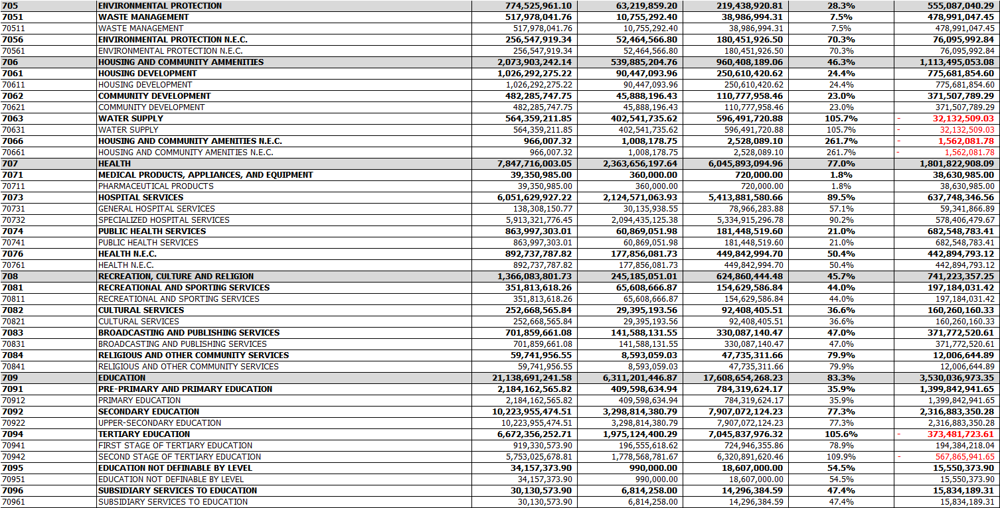 705 ENVIRONMENTAL PROTECTION 774,525,961.10 63,219,859.20 219,438,920.81 28.3% 555,087,040.29
7051 WASTE MANAGEMENT 517,978,041.76 10,755,292.40 38,986,994.31 7.5% 478,991,047.45
70511 WASTE MANAGEMENT 517,978,041.76 10,755,292.40 38,986,994.31 7.5% 478,991,047.45
7056 ENVIRONMENTAL PROTECTION N.E.C. 256,547,919.34 52,464,566.80 180,451,926.50 70.3% 76,095,992.84
70561 ENVIRONMENTAL PROTECTION N.E.C. 256,547,919.34 52,464,566.80 180,451,926.50 70.3% 76,095,992.84
706 HOUSING AND COMMUNITY AMMENITIES 2,073,903,242.14 539,885,204.76 960,408,189.06 46.3% 1,113,495,053.08
7061 HOUSING DEVELOPMENT 1,026,292,275.22 90,447,093.96 250,610,420.62 24.4% 775,681,854.60
70611 HOUSING DEVELOPMENT 1,026,292,275.22 90,447,093.96 250,610,420.62 24.4% 775,681,854.60
7062 COMMUNITY DEVELOPMENT 482,285,747.75 45,888,196.43 110,777,958.46 23.0% 371,507,789.29
70621 COMMUNITY DEVELOPMENT 482,285,747.75 45,888,196.43 110,777,958.46 23.0% 371,507,789.29
7063 WATER SUPPLY 564,359,211.85 402,541,735.62 596,491,720.88 105.7% - 32,132,509.03
70631 WATER SUPPLY 564,359,211.85 402,541,735.62 596,491,720.88 105.7% - 32,132,509.03
7066 HOUSING AND COMMUNITY AMENITIES N.E.C. 966,007.32 1,008,178.75 2,528,089.10 261.7% - 1,562,081.78
70661 HOUSING AND COMMUNITY AMENITIES N.E.C. 966,007.32 1,008,178.75 2,528,089.10 261.7% - 1,562,081.78
707 HEALTH 7,847,716,003.05 2,363,656,197.64 6,045,893,094.96 77.0% 1,801,822,908.09
7071 MEDICAL PRODUCTS, APPLIANCES, AND EQUIPMENT 39,350,985.00 360,000.00 720,000.00 1.8% 38,630,985.00
70711 PHARMACEUTICAL PRODUCTS 39,350,985.00 360,000.00 720,000.00 1.8% 38,630,985.00
7073 HOSPITAL SERVICES 6,051,629,927.22 2,124,571,063.93 5,413,881,580.66 89.5% 637,748,346.56
70731 GENERAL HOSPITAL SERVICES 138,308,150.77 30,135,938.55 78,966,283.88 57.1% 59,341,866.89
70732 SPECIALIZED HOSPITAL SERVICES 5,913,321,776.45 2,094,435,125.38 5,334,915,296.78 90.2% 578,406,479.67
7074 PUBLIC HEALTH SERVICES 863,997,303.01 60,869,051.98 181,448,519.60 21.0% 682,548,783.41
70741 PUBLIC HEALTH SERVICES 863,997,303.01 60,869,051.98 181,448,519.60 21.0% 682,548,783.41
7076 HEALTH N.E.C. 892,737,787.82 177,856,081.73 449,842,994.70 50.4% 442,894,793.12
70761 HEALTH N.E.C. 892,737,787.82 177,856,081.73 449,842,994.70 50.4% 442,894,793.12
708 RECREATION, CULTURE AND RELIGION 1,366,083,801.73 245,185,051.01 624,860,444.48 45.7% 741,223,357.25
7081 RECREATIONAL AND SPORTING SERVICES 351,813,618.26 65,608,666.87 154,629,586.84 44.0% 197,184,031.42
70811 RECREATIONAL AND SPORTING SERVICES 351,813,618.26 65,608,666.87 154,629,586.84 44.0% 197,184,031.42
7082 CULTURAL SERVICES 252,668,565.84 29,395,193.56 92,408,405.51 36.6% 160,260,160.33
70821 CULTURAL SERVICES 252,668,565.84 29,395,193.56 92,408,405.51 36.6% 160,260,160.33
7083 BROADCASTING AND PUBLISHING SERVICES 701,859,661.08 141,588,131.55 330,087,140.47 47.0% 371,772,520.61
70831 BROADCASTING AND PUBLISHING SERVICES 701,859,661.08 141,588,131.55 330,087,140.47 47.0% 371,772,520.61
7084 RELIGIOUS AND OTHER COMMUNITY SERVICES 59,741,956.55 8,593,059.03 47,735,311.66 79.9% 12,006,644.89
70841 RELIGIOUS AND OTHER COMMUNITY SERVICES 59,741,956.55 8,593,059.03 47,735,311.66 79.9% 12,006,644.89
709 EDUCATION 21,138,691,241.58 6,311,201,446.87 17,608,654,268.23 83.3% 3,530,036,973.35
7091 PRE-PRIMARY AND PRIMARY EDUCATION 2,184,162,565.82 409,598,634.94 784,319,624.17 35.9% 1,399,842,941.65
70912 PRIMARY EDUCATION 2,184,162,565.82 409,598,634.94 784,319,624.17 35.9% 1,399,842,941.65
7092 SECONDARY EDUCATION 10,223,955,474.51 3,298,814,380.79 7,907,072,124.23 77.3% 2,316,883,350.28
70922 UPPER-SECONDARY EDUCATION 10,223,955,474.51 3,298,814,380.79 7,907,072,124.23 77.3% 2,316,883,350.28
7094 TERTIARY EDUCATION 6,672,356,252.71 1,975,124,400.29 7,045,837,976.32 105.6% - 373,481,723.61
70941 FIRST STAGE OF TERTIARY EDUCATION 919,330,573.90 196,555,618.62 724,946,355.86 78.9% 194,384,218.04
70942 SECOND STAGE OF TERTIARY EDUCATION 5,753,025,678.81 1,778,568,781.67 6,320,891,620.46 109.9% - 567,865,941.65
7095 EDUCATION NOT DEFINABLE BY LEVEL 34,157,373.90 990,000.00 18,607,000.00 54.5% 15,550,373.90
70951 EDUCATION NOT DEFINABLE BY LEVEL 34,157,373.90 990,000.00 18,607,000.00 54.5% 15,550,373.90
7096 SUBSIDIARY SERVICES TO EDUCATION 30,130,573.90 6,814,258.00 14,296,384.59 47.4% 15,834,189.31
70961 SUBSIDIARY SERVICES TO EDUCATION 30,130,573.90 6,814,258.00 14,296,384.59 47.4% 15,834,189.31